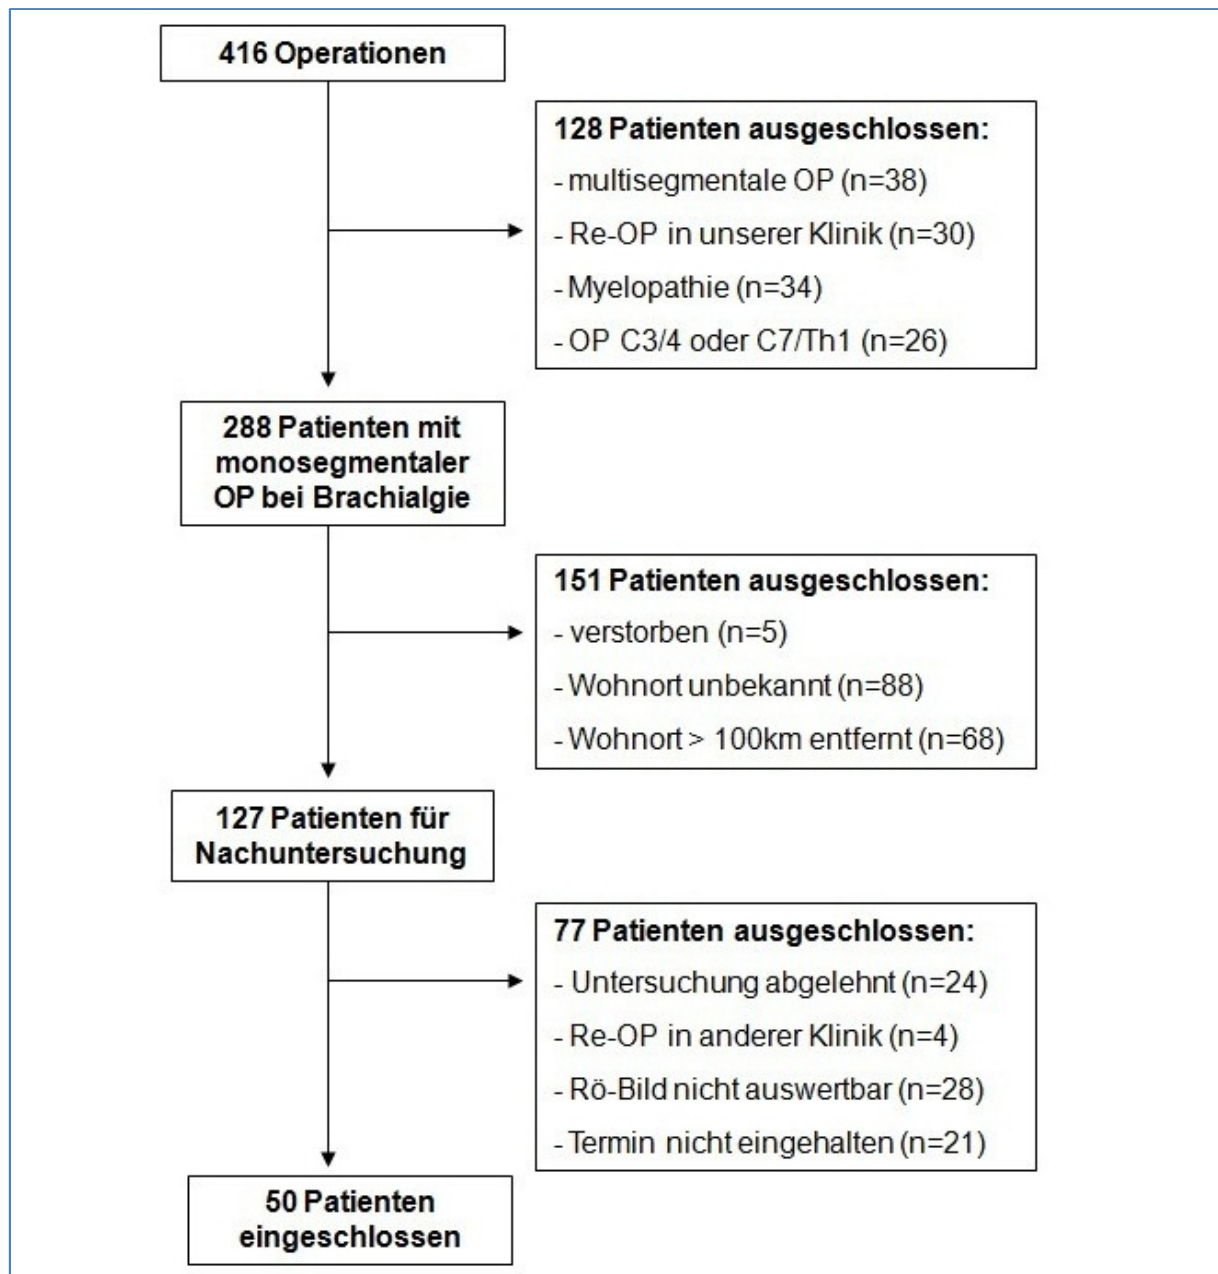 416 Operationen
128 Patienten ausgeschlossen:
- multisegmentale OP (n=38)
- Re-OP in unserer Klinik (n=30)
- Myelopathie (n=34)
- OP C3/4 oder C7/Th1 (n=26)
288 Patienten mit
monosegmentaler
OP bei Brachialgie
151 Patienten ausgeschlossen:
- verstorben (n=5)
- Wohnort unbekannt (n=88)
- Wohnort > 100km entfernt (n=68)
127 Patienten für
Nachuntersuchung
77 Patienten ausgeschlossen:
- Untersuchung abgelehnt (n=24)
- Re-OP in anderer Klinik (n=4)
- Rö-Bild nicht auswertbar (n=28)
- Termin nicht eingehalten (n=21)
50 Patienten
eingeschlossen